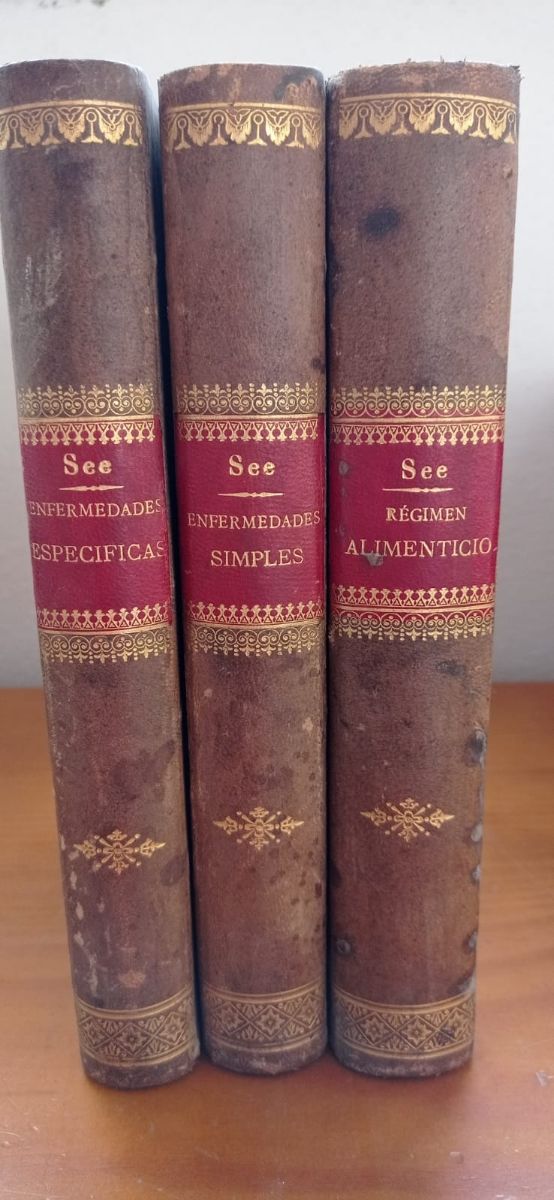 See
ENFERMEDADES
ESPECIFICAS
See
ENFERMEDADES
SIMPLES
See
RÉGIMEN
ALIMENTICIO